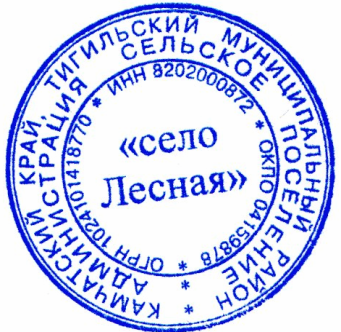 КАМЧАТСКИЙ КРАЙ ТИГИЛЬСКИЙ МУНИЦИПАЛЬНЫЙ РАЙОН *
АДМИНИСТРАЦИЯ СЕЛЬСКОЕ ПОСЕЛЕНИЕ *
ОГРН 1024101418770 * ИНН 8202000872 * ОКПО 04159878 *
«село
Лесная»